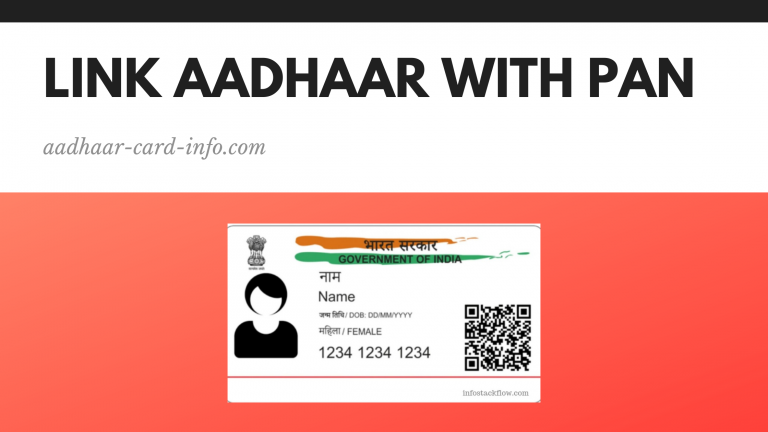 LINK AADHAAR WITH PAN
aadhaar-card-info.com
भारत सरकार
GOVERNMENT OF INDIA
नाम
Name
जन्म तिथि / DOB: DD/MM/YYYY
महिला / FEMALE
1234 1234 1234
infostackflow.com